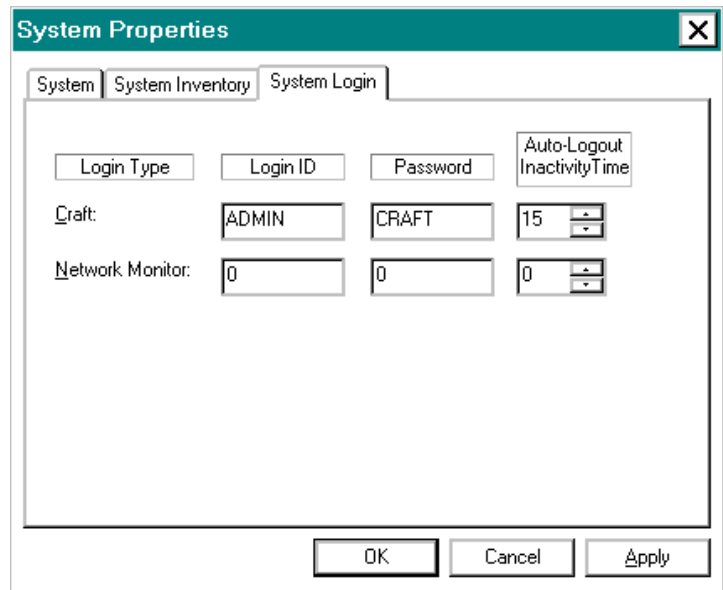 System Properties
System System Inventory System Login
Login Type Login ID Password Auto-Logout
InactivityTime
Craft: ADMIN CRAFT 15
Network Monitor: 0 0 0
OK Cancel Apply